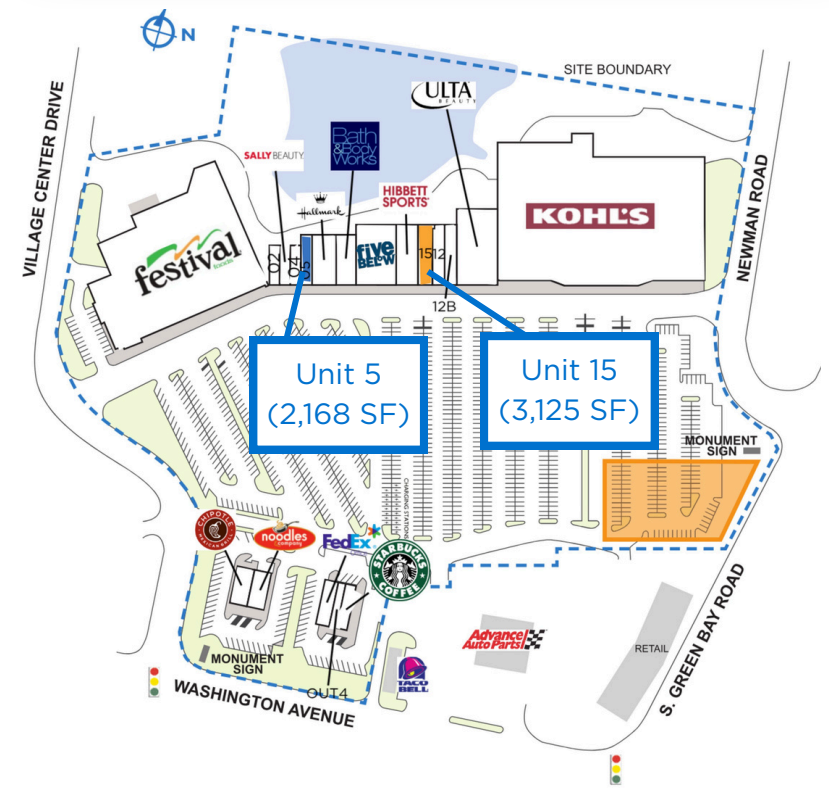 N
SITE BOUNDARY
VILLAGE CENTER DRIVE
NEWMAN ROAD
ULTA
BEAUTY
Bath
& Body
Works
SALLY BEAUTY
Hallmark
HIBBETT
SPORTS
KOHL'S
festival
foods
five
BEL°W
02
04
05
15
12
12B
Unit 5
(2,168 SF)
Unit 15
(3,125 SF)
MONUMENT
SIGN
CHARGING STATIONS
CHIPOTLE
MEXICAN GRILL
noodles
& company
FedEx
STARBUCKS
COFFEE
Advance
Auto Parts
RETAIL
S. GREEN BAY ROAD
MONUMENT
SIGN
TACO
BELL
OUT4
WASHINGTON AVENUE